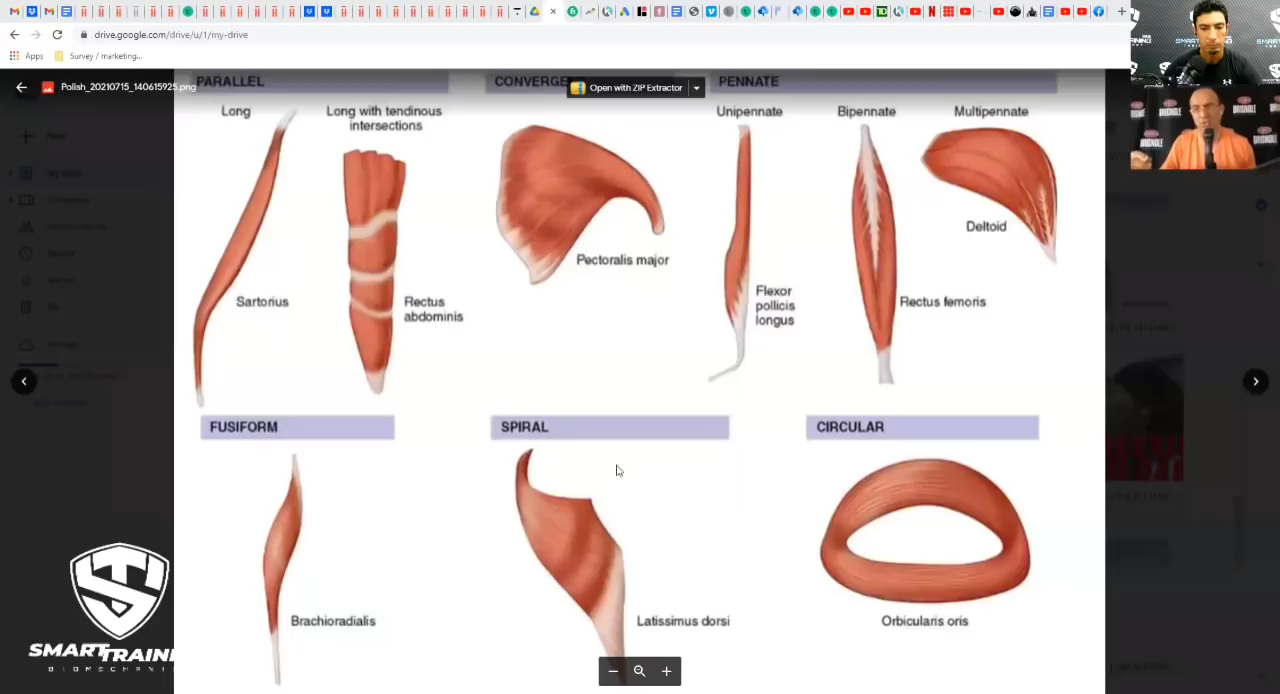 drive.google.com/drive/u/1/my-drive
Apps
Survey / marketing...
Polish_20210715_140615925.png
Open with ZIP Extractor
PARALLEL
CONVERGE
PENNATE
Long
Long with tendinous
intersections
Unipennate
Bipennate
Multipennate
Sartorius
Rectus
abdominis
Pectoralis major
Flexor
pollicis
longus
Rectus femoris
Deltoid
FUSIFORM
SPIRAL
CIRCULAR
Brachioradialis
Latissimus dorsi
Orbicularis oris
SMART TRAINI
BIOMECHANI